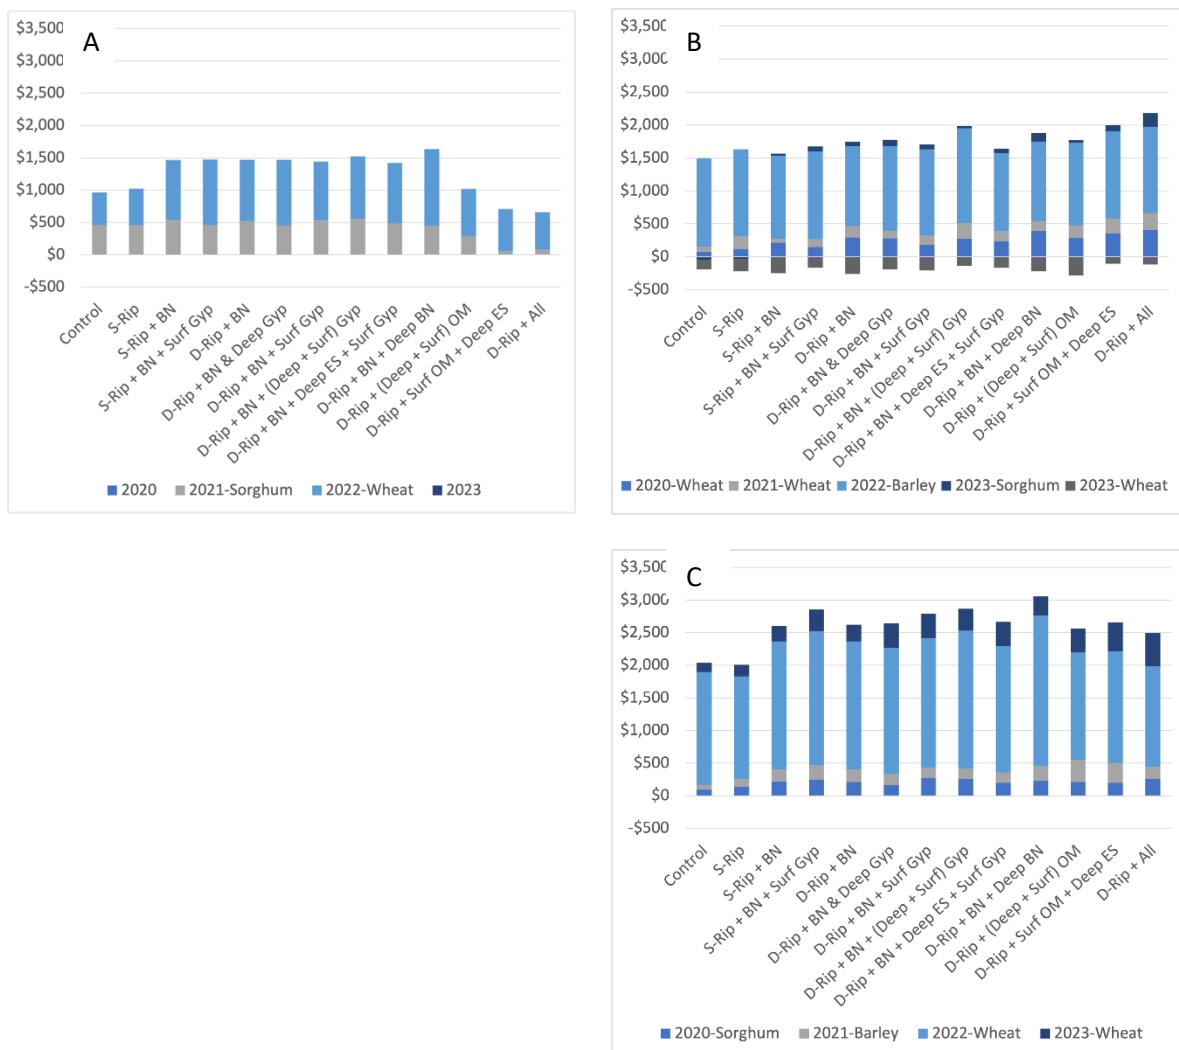 A
$3,500
$3,000
$2,500
$2,000
$1,500
$1,000
$500
$0
-$500
Control
S-Rip
S-Rip + BN
S-Rip + BN + Surf Gyp
D-Rip + BN
D-Rip + BN & Deep Gyp
D-Rip + BN + Surf Gyp
D-Rip + BN + (Deep + Surf) Gyp
D-Rip + BN + Deep ES + Surf Gyp
D-Rip + BN + Deep BN
D-Rip + (Deep + Surf) OM
D-Rip + Surf OM + Deep ES
D-Rip + All
2020 2021-Sorghum 2022-Wheat 2023
B
$3,500
$3,000
$2,500
$2,000
$1,500
$1,000
$500
$0
-$500
Control
S-Rip
S-Rip + BN
S-Rip + BN + Surf Gyp
D-Rip + BN
D-Rip + BN & Deep Gyp
D-Rip + BN + Surf Gyp
D-Rip + BN + (Deep + Surf) Gyp
D-Rip + BN + Deep ES + Surf Gyp
D-Rip + BN + Deep BN
D-Rip + (Deep + Surf) OM
D-Rip + Surf OM + Deep ES
D-Rip + All
2020-Wheat 2021-Wheat 2022-Barley 2023-Sorghum 2023-Wheat
C
$3,500
$3,000
$2,500
$2,000
$1,500
$1,000
$500
$0
-$500
Control
S-Rip
S-Rip + BN
S-Rip + BN + Surf Gyp
D-Rip + BN
D-Rip + BN & Deep Gyp
D-Rip + BN + Surf Gyp
D-Rip + BN + (Deep + Surf) Gyp
D-Rip + BN + Deep ES + Surf Gyp
D-Rip + BN + Deep BN
D-Rip + (Deep + Surf) OM
D-Rip + Surf OM + Deep ES
D-Rip + All
2020-Sorghum 2021-Barley 2022-Wheat 2023-Wheat